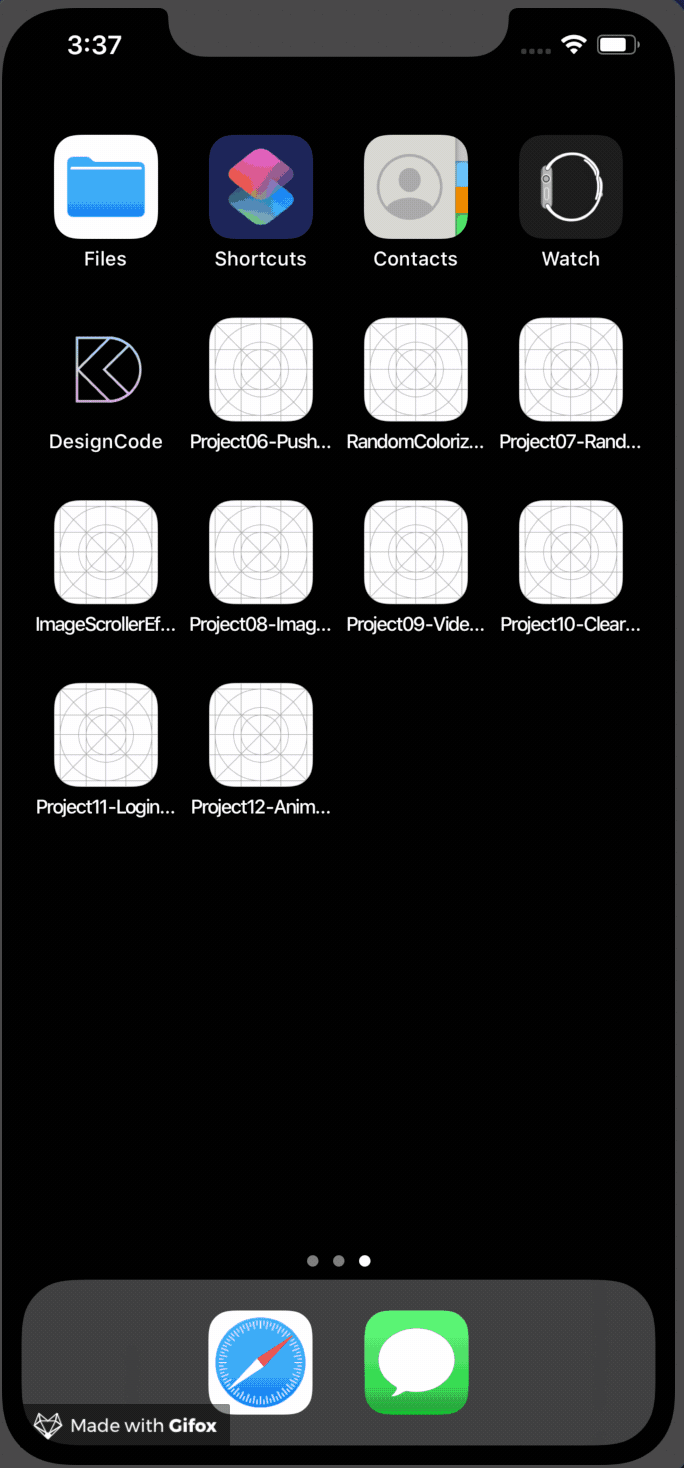 3:37
Files
Shortcuts
Contacts
Watch
DesignCode
Project06-Push...
RandomColoriz...
Project07-Rand...
ImageScrollerEf...
Project08-Imag...
Project09-Vide...
Project10-Clear...
Project11-Login...
Project12-Anim...
Made with Gifox